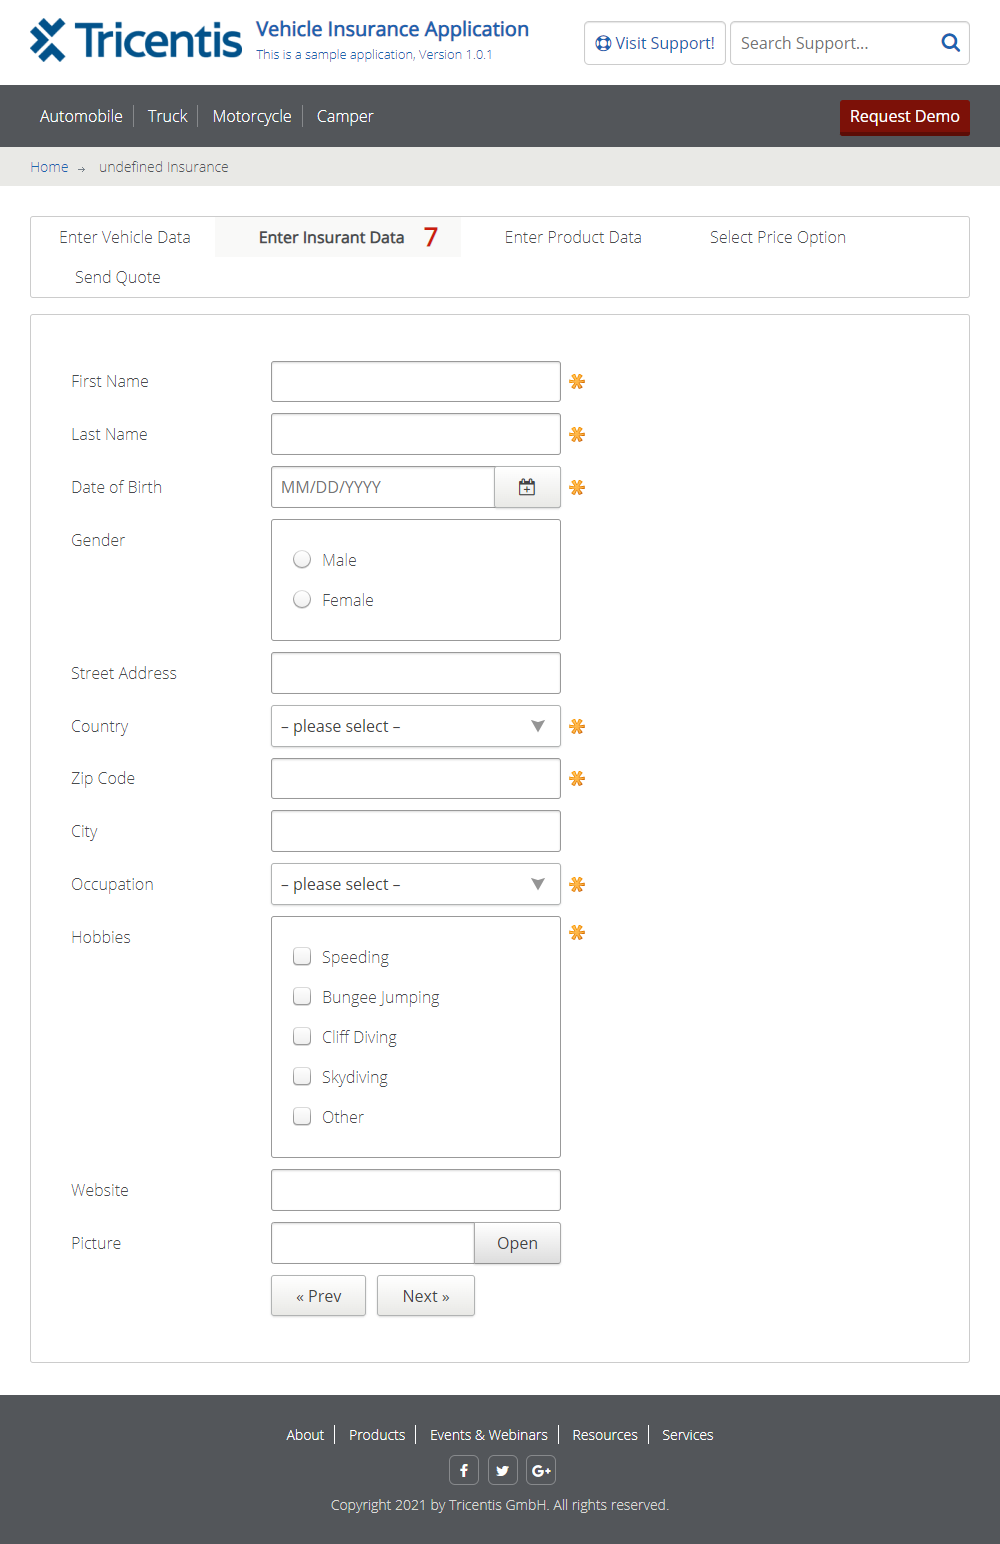 Tricentis
Vehicle Insurance Application
This is a sample application, Version 1.0.1
Visit Support!
Search Support...
Automobile
Truck
Motorcycle
Camper
Request Demo
Home → undefined Insurance
Enter Vehicle Data
Enter Insurant Data 7
Enter Product Data
Select Price Option
Send Quote
First Name
Last Name
Date of Birth
MM/DD/YYYY
Gender
Male
Female
Street Address
Country
– please select –
Zip Code
City
Occupation
– please select –
Hobbies
Speeding
Bungee Jumping
Cliff Diving
Skydiving
Other
Website
Picture
Open
« Prev
Next »
About
Products
Events & Webinars
Resources
Services
Copyright 2021 by Tricentis GmbH. All rights reserved.